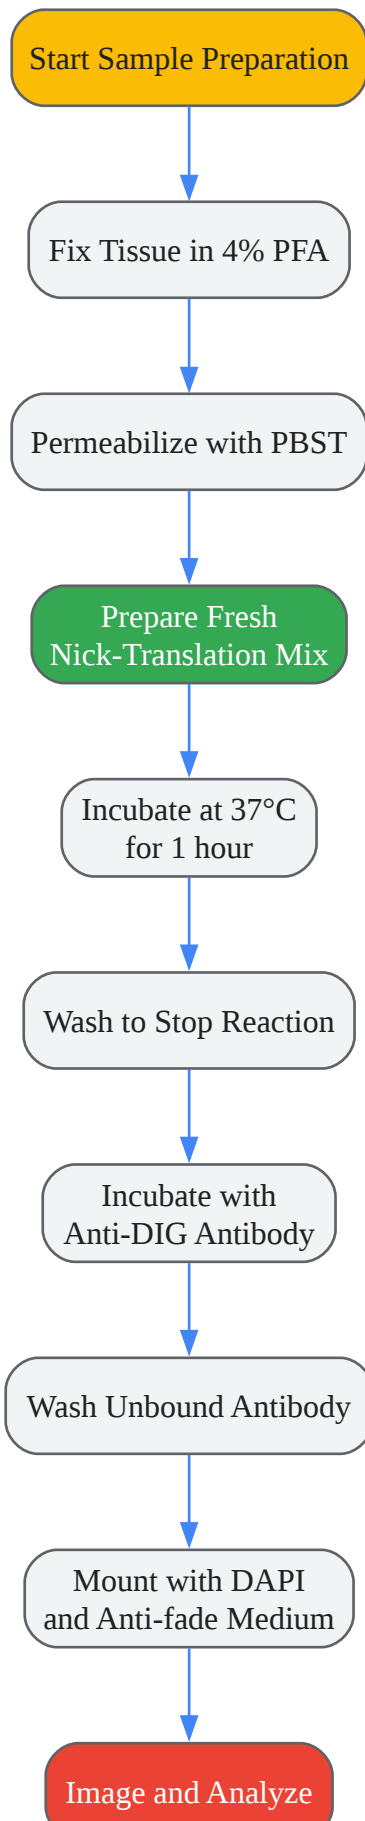 Start Sample Preparation
Fix Tissue in 4% PFA
Permeabilize with PBST
Prepare Fresh
Nick-Translation Mix
Incubate at 37°C
for 1 hour
Wash to Stop Reaction
Incubate with
Anti-DIG Antibody
Wash Unbound Antibody
Mount with DAPI
and Anti-fade Medium
Image and Analyze